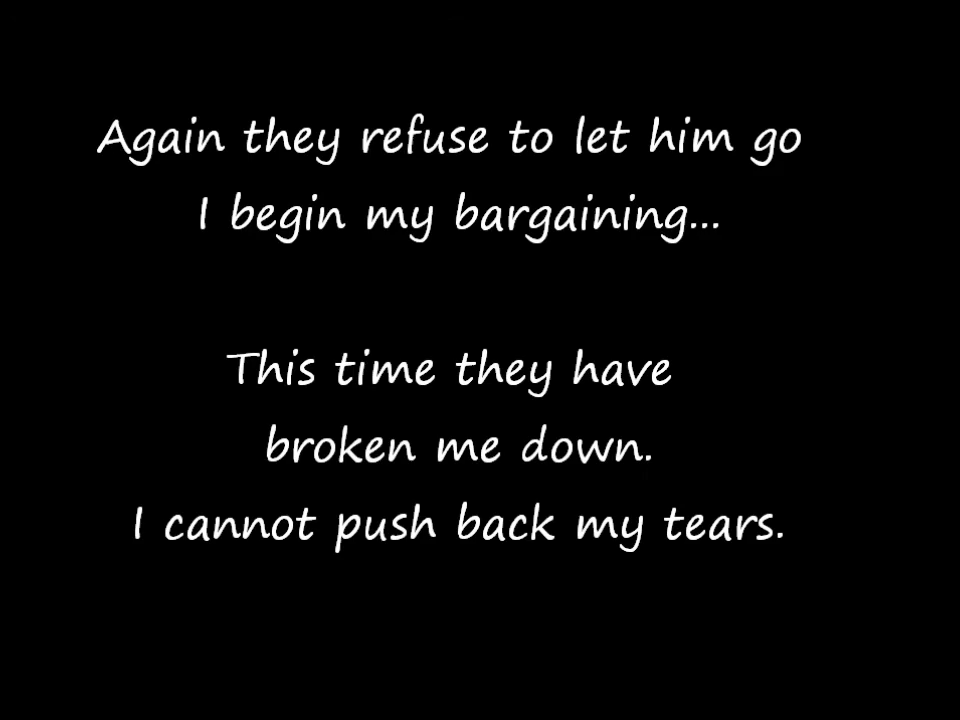 Again they refuse to let him go
I begin my bargaining...
This time they have
broken me down.
I cannot push back my tears.